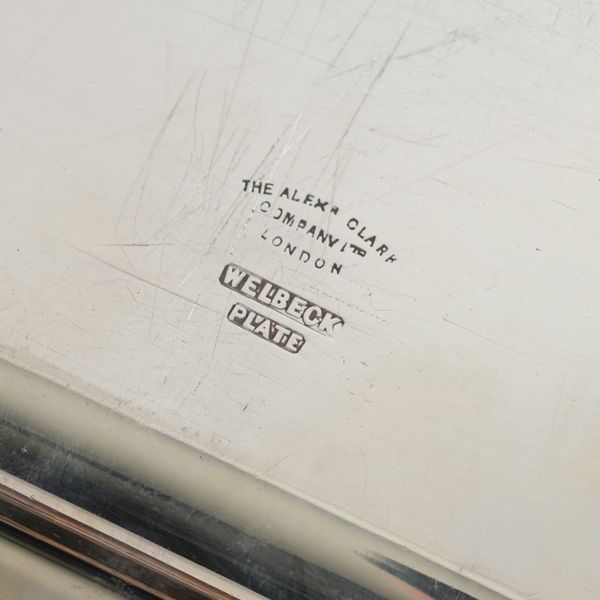 THE ALEXR CLARK
COMPANY LTD
LONDON
WELBECK
PLATE